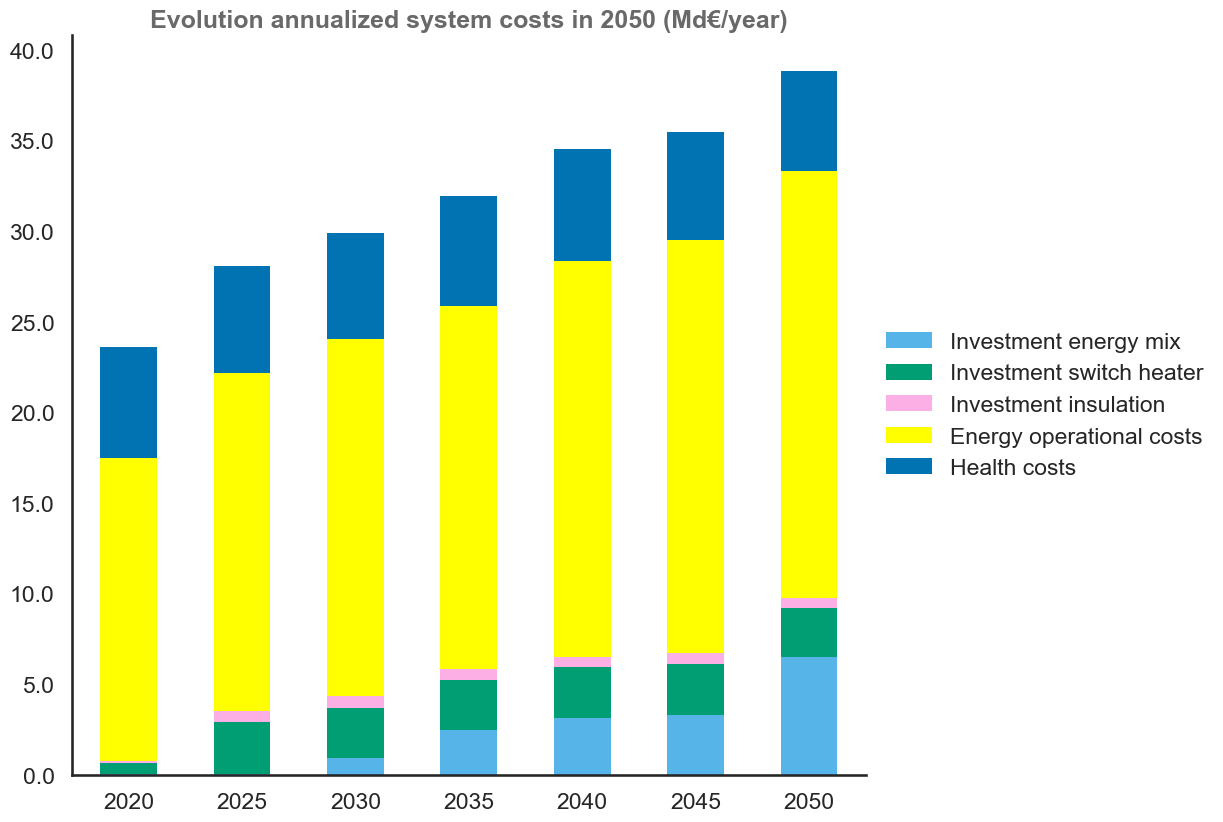 Evolution annualized system costs in 2050 (Md€/year)
40.0
35.0
30.0
25.0
20.0
15.0
10.0
5.0
0.0
2020 2025 2030 2035 2040 2045 2050
Investment energy mix
Investment switch heater
Investment insulation
Energy operational costs
Health costs